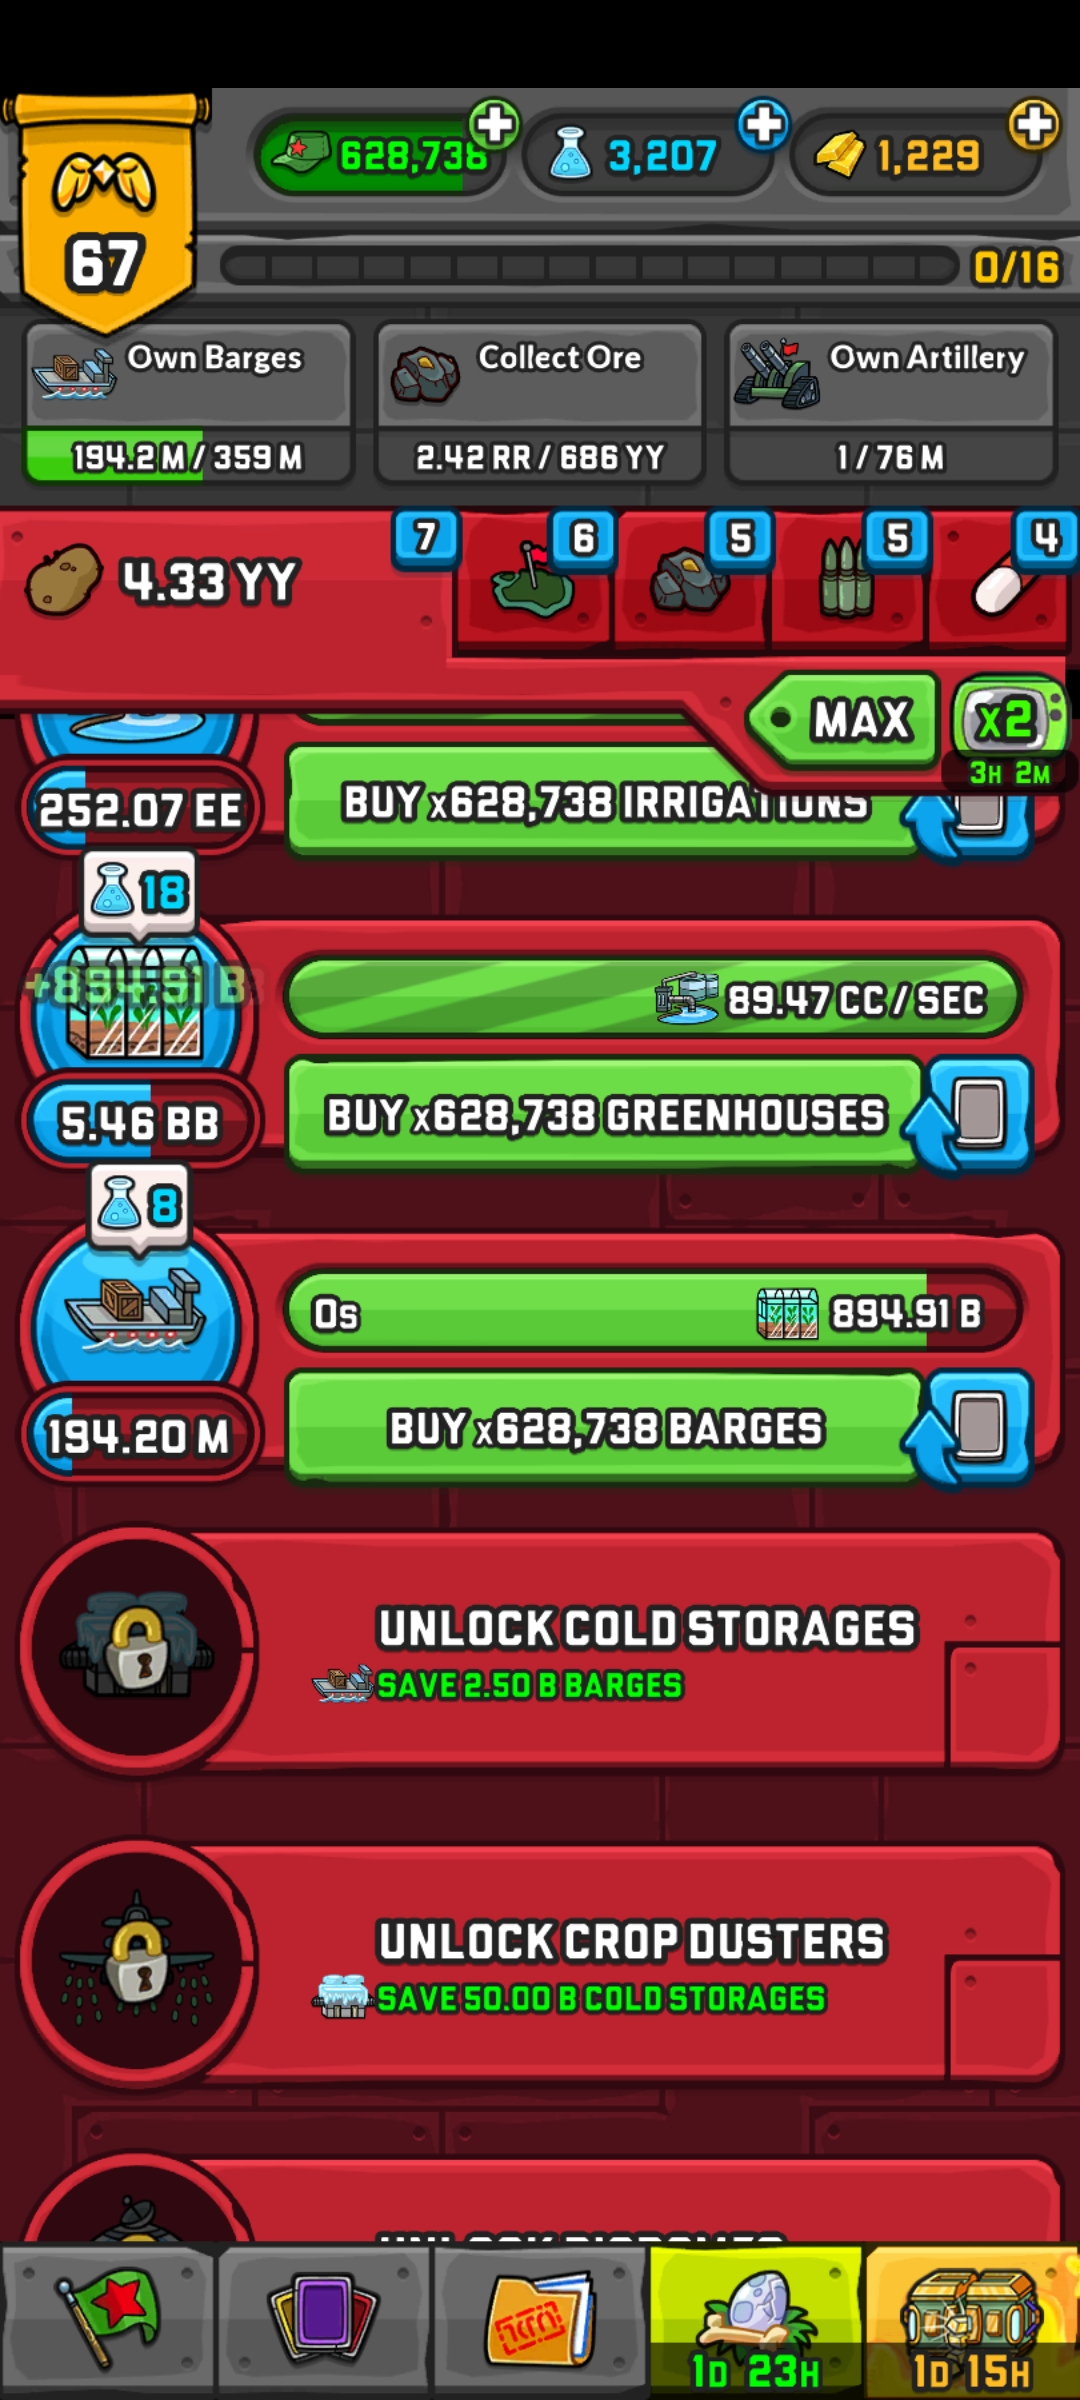 628,738
3,207
1,229
67
0/16
Own Barges
194.2 M / 359 M
Collect Ore
2.42 RR / 686 YY
Own Artillery
1 / 76 M
4.33 YY
7
6
5
5
4
MAX
x2
3H 2M
252.07 EE
BUY x628,738 IRRIGATIONS
18
+894.91 B
89.47 CC / SEC
5.46 BB
BUY x628,738 GREENHOUSES
8
0s
894.91 B
194.20 M
BUY x628,738 BARGES
UNLOCK COLD STORAGES
SAVE 2.50 B BARGES
UNLOCK CROP DUSTERS
SAVE 50.00 B COLD STORAGES
1D 23H
1D 15H